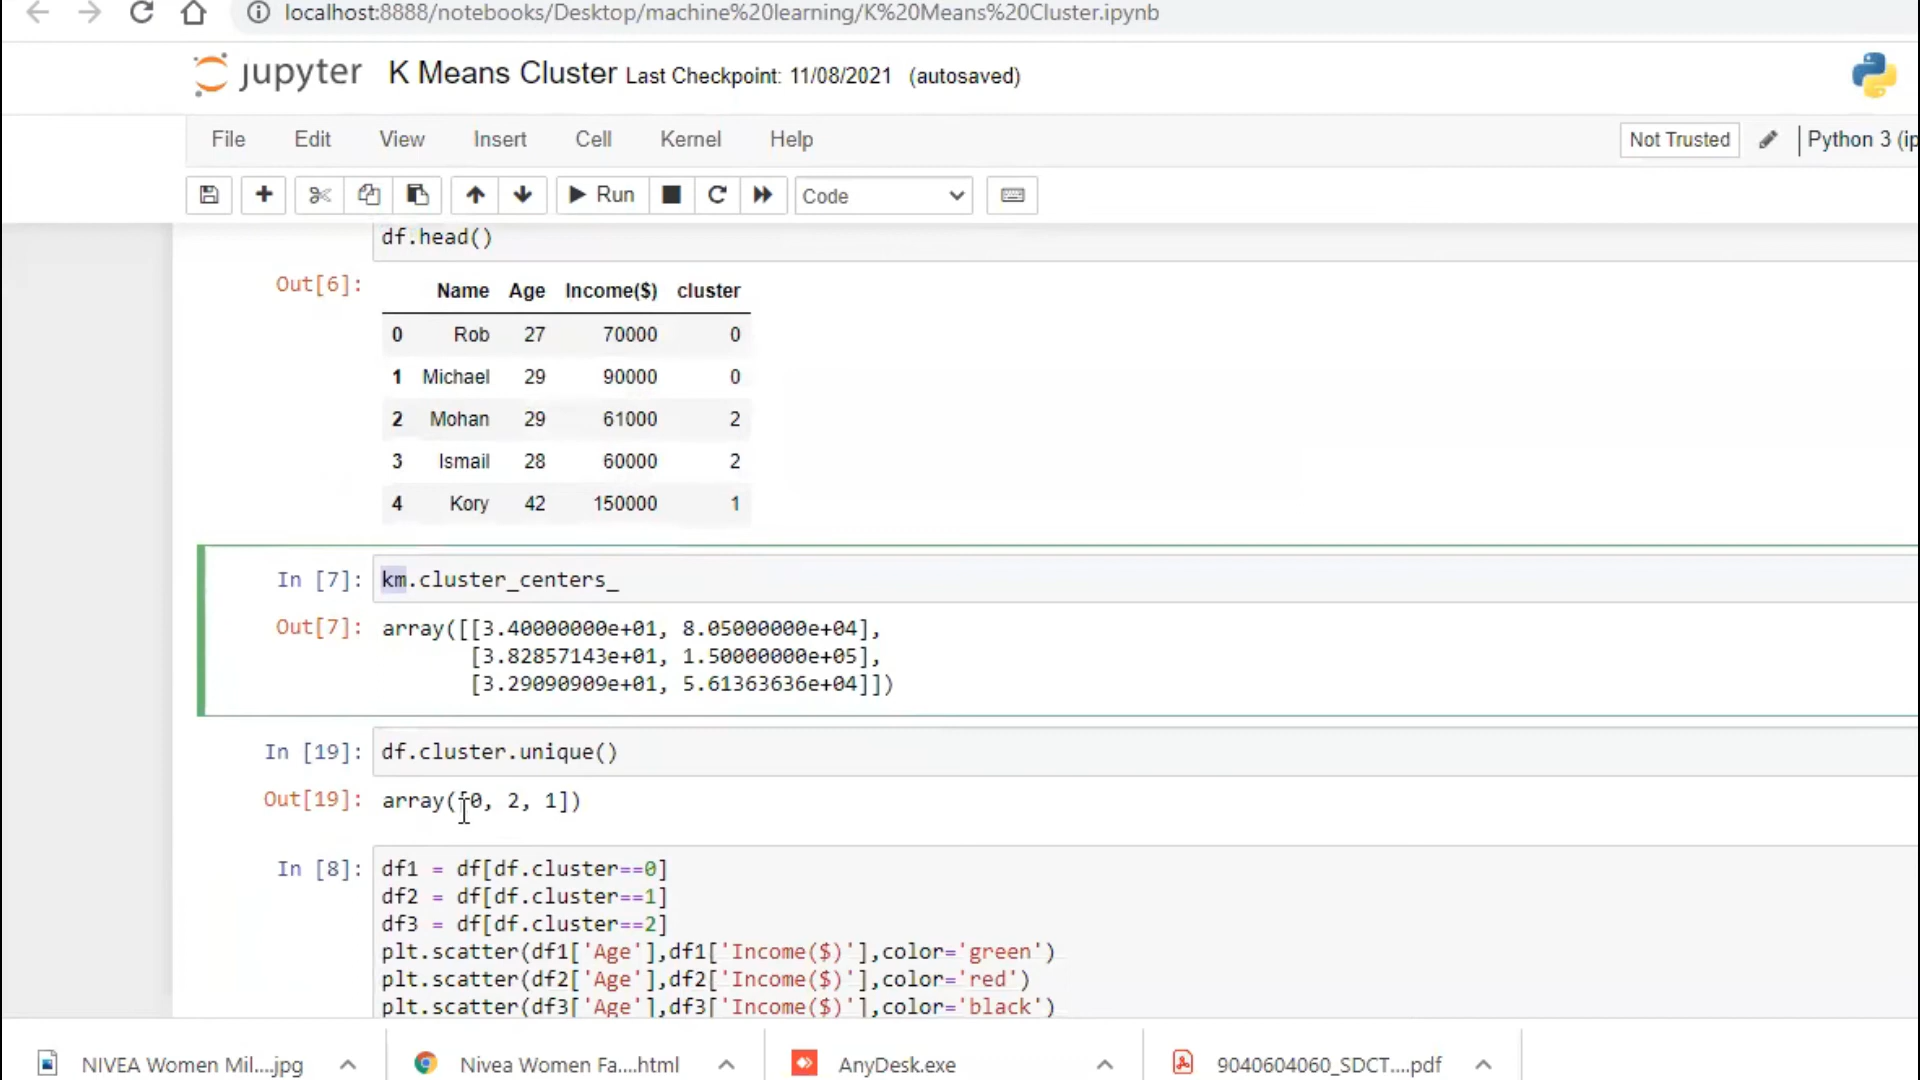 localhost:8888/notebooks/Desktop/machine%20learning/K%20Means%20Cluster.ipynb
jupyter K Means Cluster Last Checkpoint: 11/08/2021 (autosaved)
File Edit View Insert Cell Kernel Help Not Trusted Python 3 (ip
Run Code
df.head()
Out[6]:
Name Age Income($) cluster
0 Rob 27 70000 0
1 Michael 29 90000 0
2 Mohan 29 61000 2
3 Ismail 28 60000 2
4 Kory 42 150000 1
In [7]: km.cluster_centers_
Out[7]: array([[3.40000000e+01, 8.05000000e+04],
[3.82857143e+01, 1.50000000e+05],
[3.29090909e+01, 5.61363636e+04]])
In [19]: df.cluster.unique()
Out[19]: array([0, 2, 1])
In [8]: df1 = df[df.cluster==0]
df2 = df[df.cluster==1]
df3 = df[df.cluster==2]
plt.scatter(df1['Age'],df1['Income($)'],color='green')
plt.scatter(df2['Age'],df2['Income($)'],color='red')
plt.scatter(df3['Age'],df3['Income($)'],color='black')
NIVEA Women Mil....jpg Nivea Women Fa....html AnyDesk.exe 9040604060_SDCT....pdf